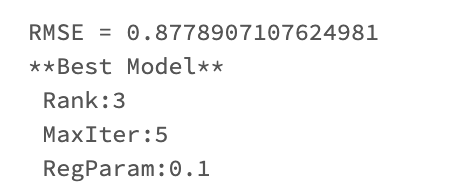 RMSE = 0.8778907107624981
**Best Model**
Rank:3
MaxIter:5
RegParam:0.1